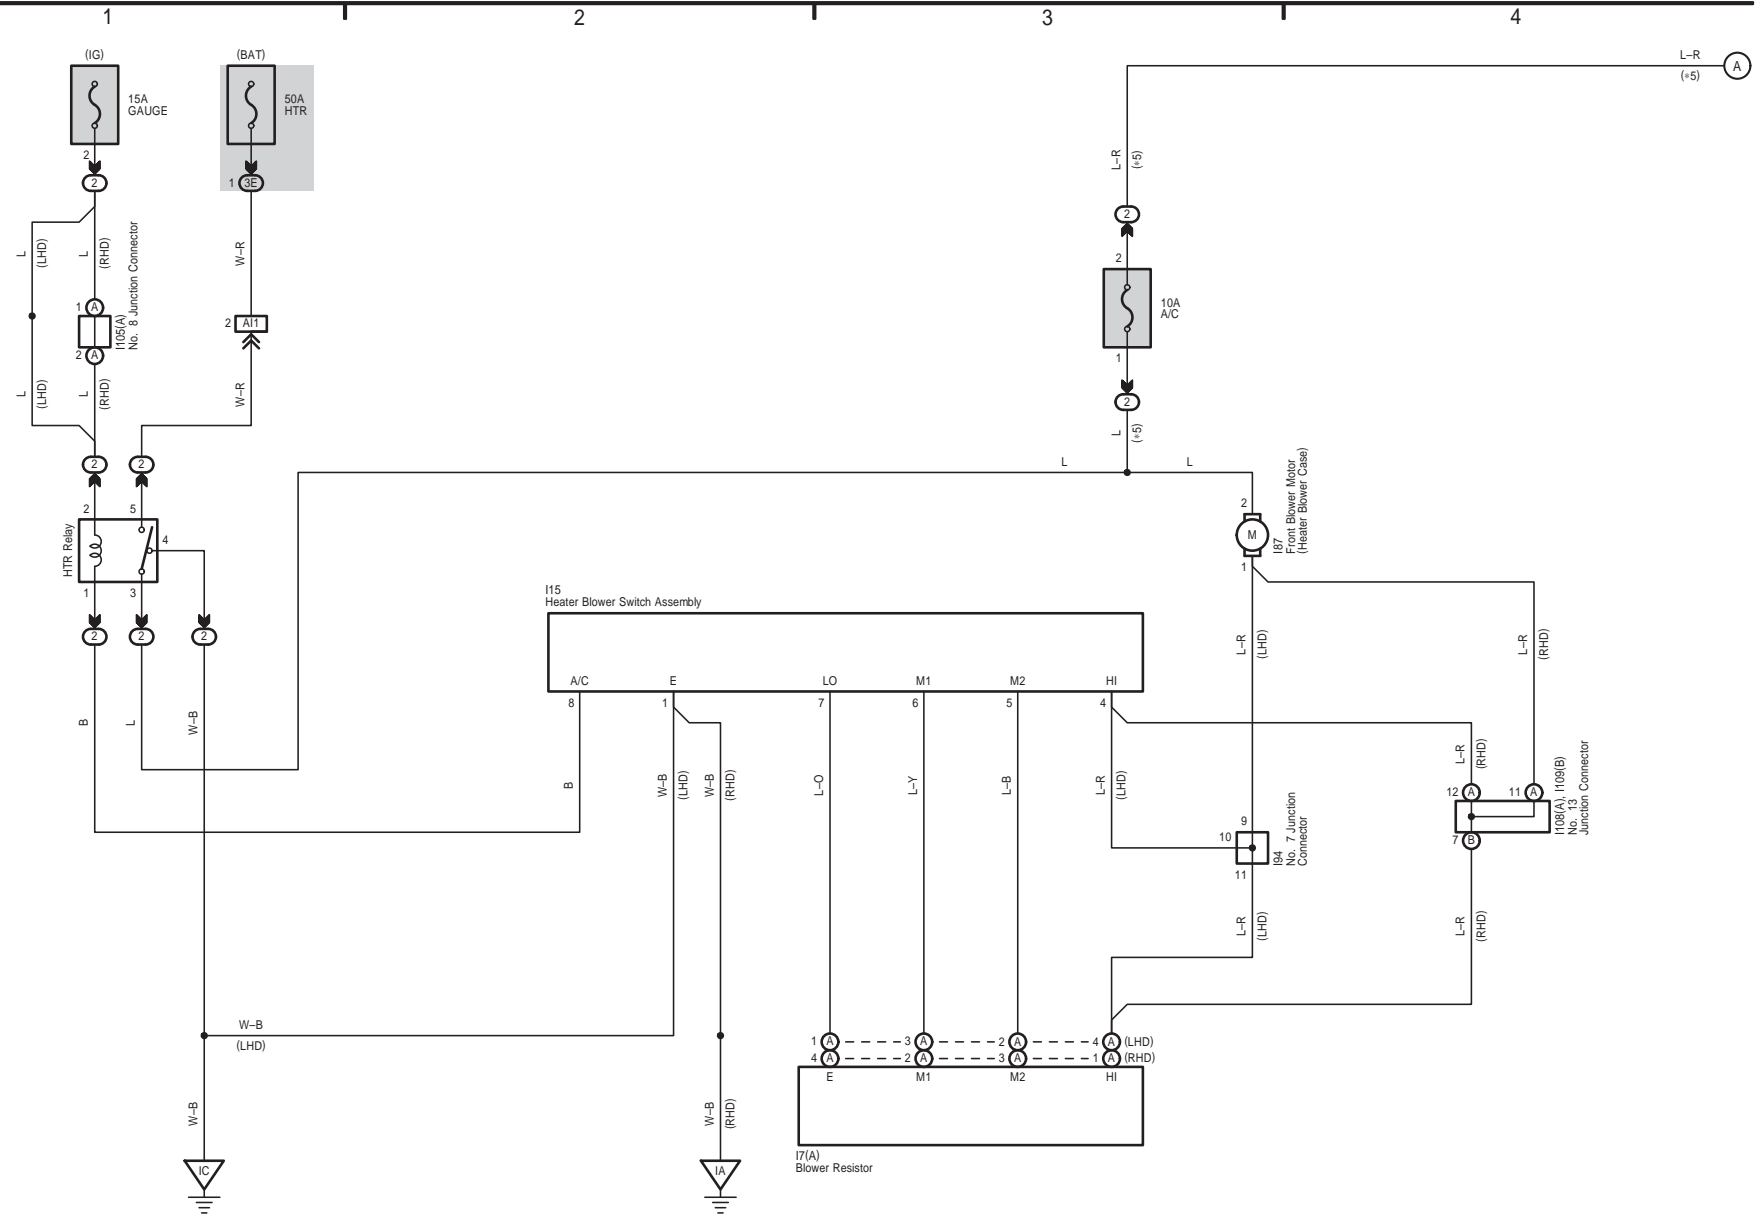 1
2
3
4
(IG)
15A
GAUGE
2
2
(BAT)
50A
HTR
1
3E
L–R
(∗5)
A
L–R
(∗5)
2
2
10A
A/C
1
2
L
(∗5)
L
(LHD)
L
(RHD)
W–R
1
A
I105(A)
No. 8 Junction Connector
2
A
2
AI1
L
(LHD)
L
(RHD)
W–R
2
2
L
L
2
5
4
HTR Relay
1
3
2
2
2
2
M
1
I87
Front Blower Motor
(Heater Blower Case)
I15
Heater Blower Switch Assembly
A/C
E
LO
M1
M2
HI
8
1
7
6
5
4
L–R
(LHD)
L–R
(RHD)
B
L
W–B
B
W–B
(LHD)
W–B
(RHD)
L–O
L–Y
L–B
L–R
(LHD)
L–R
(RHD)
12
A
11
A
7
B
I108(A), I109(B)
No. 13
Junction Connector
9
10
11
I94
No. 7 Junction
Connector
L–R
(LHD)
L–R
(RHD)
W–B
(LHD)
1
A
3
A
2
A
4
A
(LHD)
4
A
2
A
3
A
1
A
(RHD)
E
M1
M2
HI
W–B
W–B
(RHD)
I7(A)
Blower Resistor
IC
IA